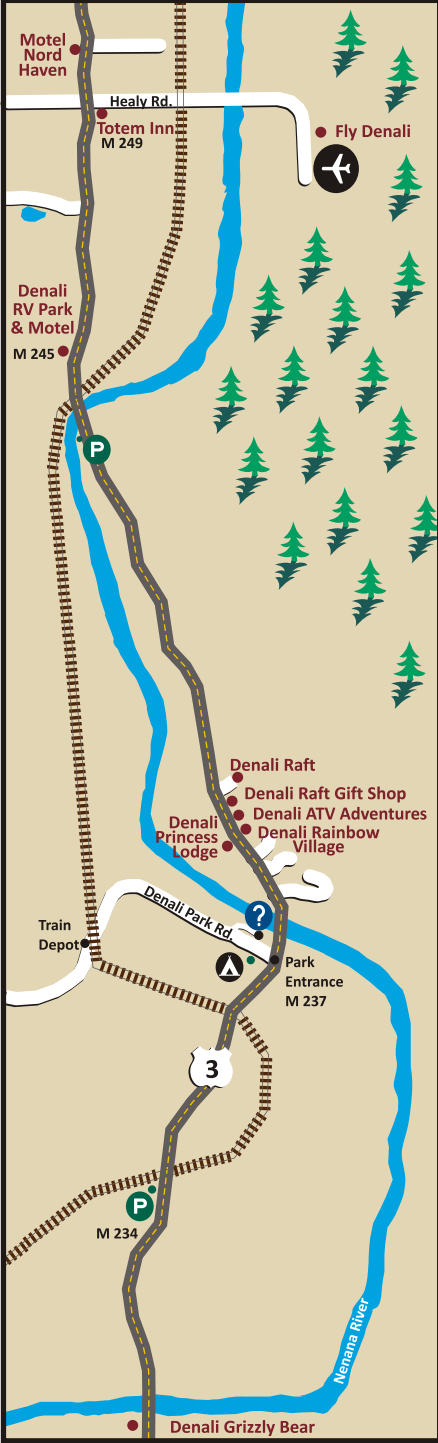 Motel
Nord
Haven
Healy Rd.
Totem Inn
M 249
Fly Denali
Denali
RV Park
& Motel
M 245
P
Denali Raft
Denali Raft Gift Shop
Denali ATV Adventures
Denali Rainbow
Village
Denali
Princess
Lodge
Denali Park Rd.
?
Train
Depot
Park
Entrance
M 237
3
P
M 234
Nenana River
Denali Grizzly Bear